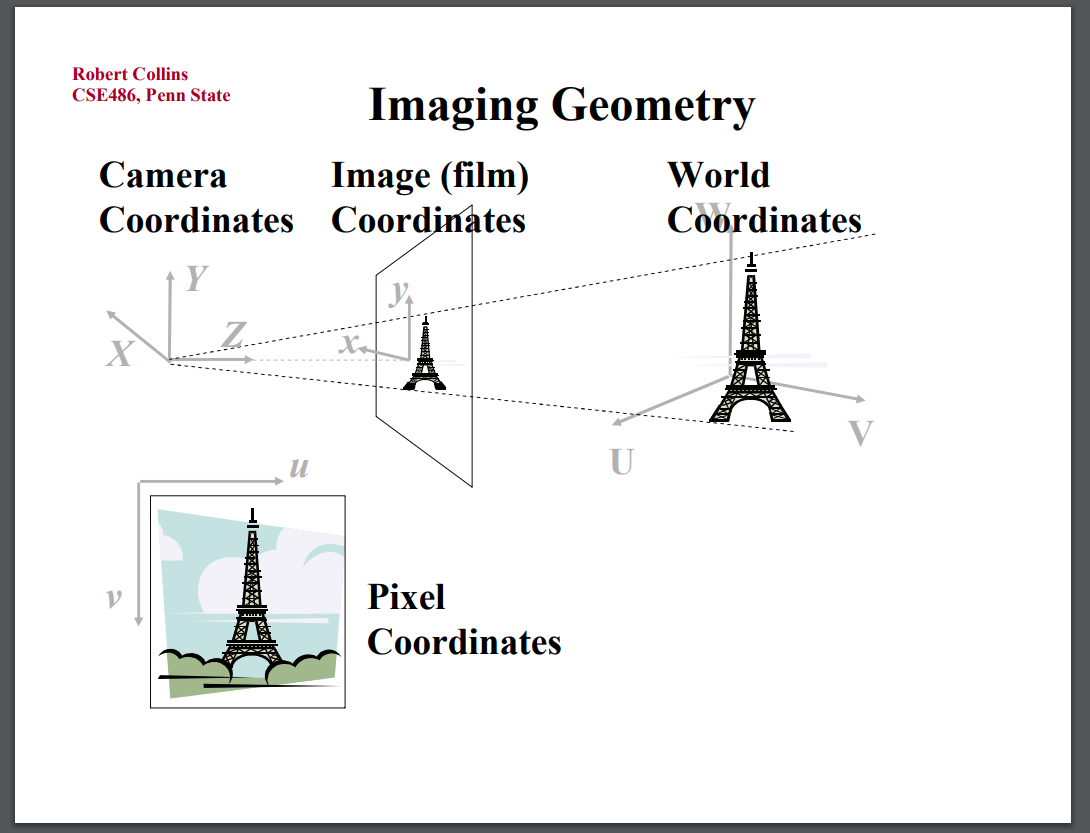 Robert Collins
CSE486, Penn State
Imaging Geometry
Camera
Coordinates
Image (film)
Coordinates
World
Coordinates
W
Y
X
Z
y
x
U
V
u
v
Pixel
Coordinates